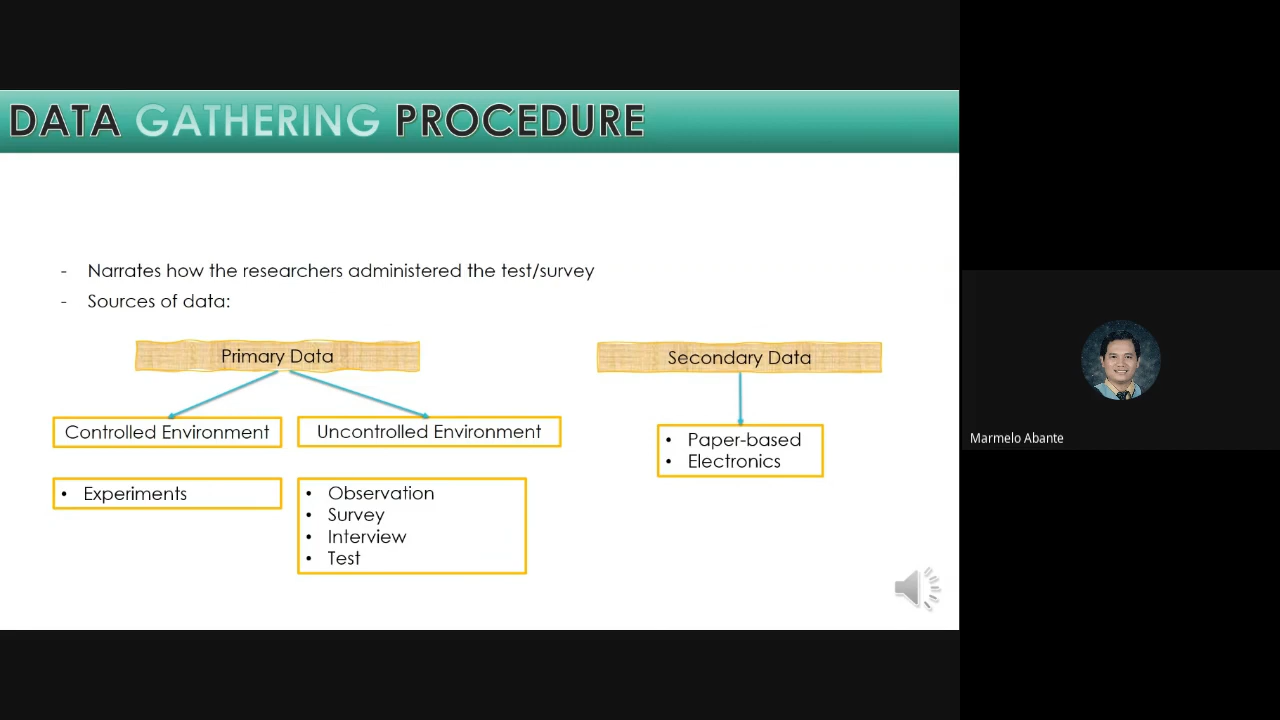 DATA GATHERING PROCEDURE
- Narrates how the researchers administered the test/survey
- Sources of data:
Primary Data
Secondary Data
Controlled Environment
Uncontrolled Environment
• Paper-based
• Electronics
• Experiments
• Observation
• Survey
• Interview
• Test
Marmelo Abante